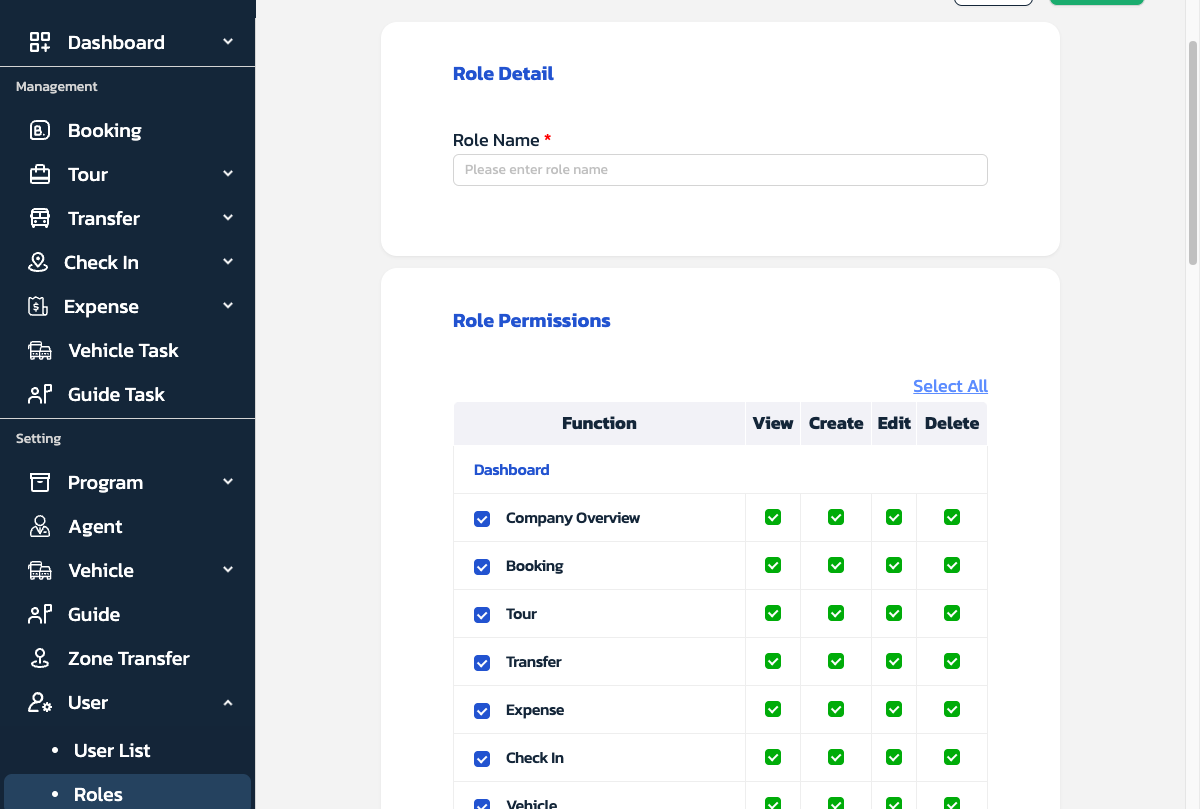 Dashboard
Management
Booking
Tour
Transfer
Check In
Expense
Vehicle Task
Guide Task
Setting
Program
Agent
Vehicle
Guide
Zone Transfer
User
User List
Roles
Role Detail
Role Name *
Please enter role name
Role Permissions
Select All
Function View Create Edit Delete
Dashboard
Company Overview
Booking
Tour
Transfer
Expense
Check In
Vehicle